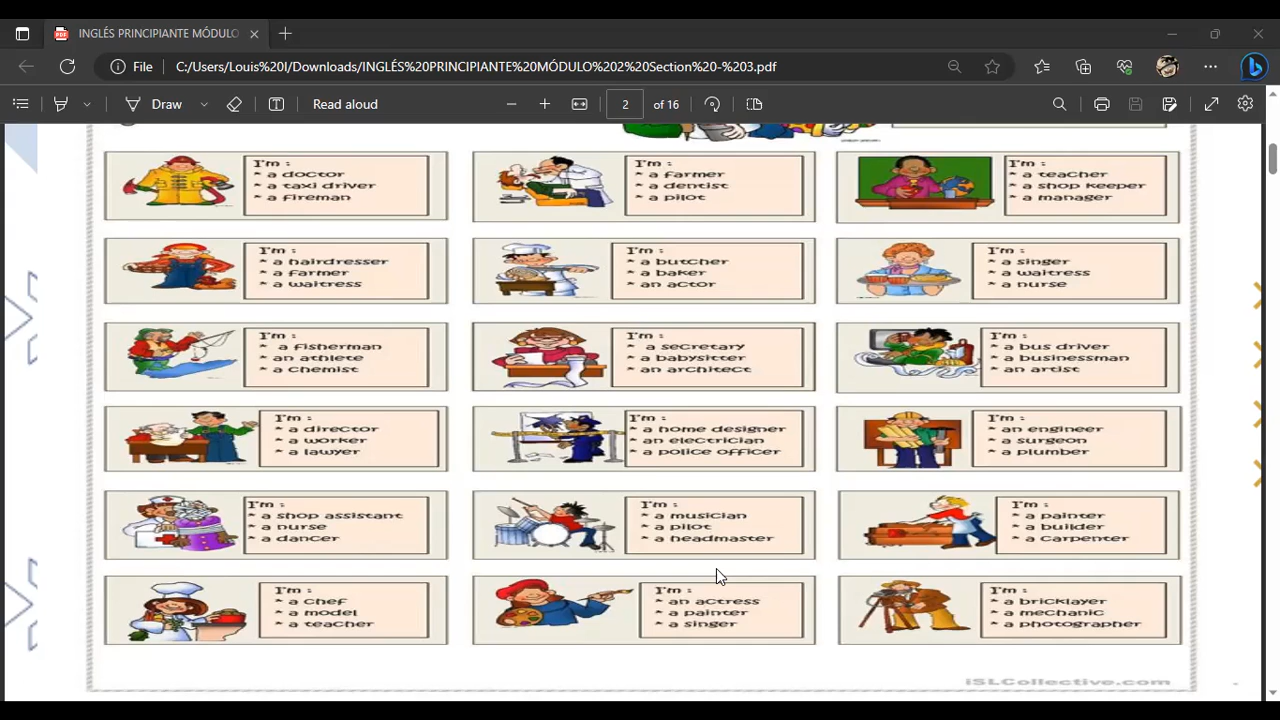 INGLÉS PRINCIPIANTE MÓDULO
File C:/Users/Louis%20I/Downloads/INGLÉS%20PRINCIPIANTE%20MÓDULO%202%20Section%20-%203.pdf
Draw Read aloud 2 of 16
I'm :
* a doctor
* a taxi driver
* a fireman
I'm :
* a farmer
* a dentist
* a pilot
I'm :
* a teacher
* a shop keeper
* a manager
I'm :
* a hairdresser
* a farmer
* a waitress
I'm :
* a butcher
* a baker
* an actor
I'm :
* a singer
* a waitress
* a nurse
I'm :
* a fisherman
* an athlete
* a chemist
I'm :
* a secretary
* a babysitter
* an architect
I'm :
* a bus driver
* a businessman
* an artist
I'm :
* a director
* a worker
* a lawyer
I'm :
* a home designer
* an electrician
* a police officer
I'm :
* an engineer
* a surgeon
* a plumber
I'm :
* a shop assistant
* a nurse
* a dancer
I'm :
* a musician
* a pilot
* a headmaster
I'm :
* a painter
* a builder
* a carpenter
I'm :
* a chef
* a model
* a teacher
I'm :
* an actress
* a painter
* a singer
I'm :
* a bricklayer
* a mechanic
* a photographer
iSLCollective.com